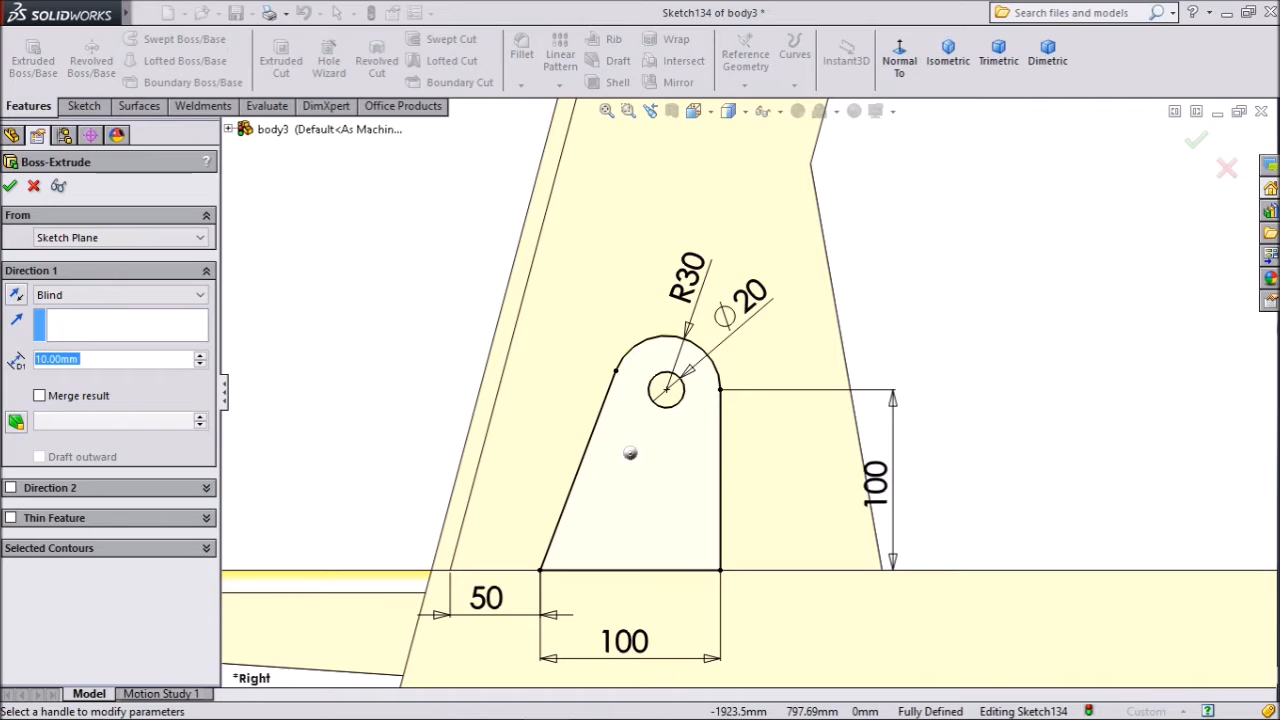 SOLIDWORKS
Sketch134 of body3 *
Search files and models
Extruded Boss/Base
Revolved Boss/Base
Swept Boss/Base
Lofted Boss/Base
Boundary Boss/Base
Extruded Cut
Hole Wizard
Revolved Cut
Swept Cut
Lofted Cut
Boundary Cut
Fillet
Linear Pattern
Rib
Draft
Shell
Wrap
Intersect
Mirror
Reference Geometry
Curves
Instant3D
Normal To
Isometric
Trimetric
Dimetric
Features
Sketch
Surfaces
Weldments
Evaluate
DimXpert
Office Products
body3 (Default<As Machin...
Boss-Extrude
?
From
Sketch Plane
Direction 1
Blind
D1
10.00mm
Merge result
Draft outward
Direction 2
Thin Feature
Selected Contours
R30
∅ 20
100
50
100
*Right
Model
Motion Study 1
Select a handle to modify parameters
-1923.5mm
797.69mm
0mm
Fully Defined
Editing Sketch134
Custom
?